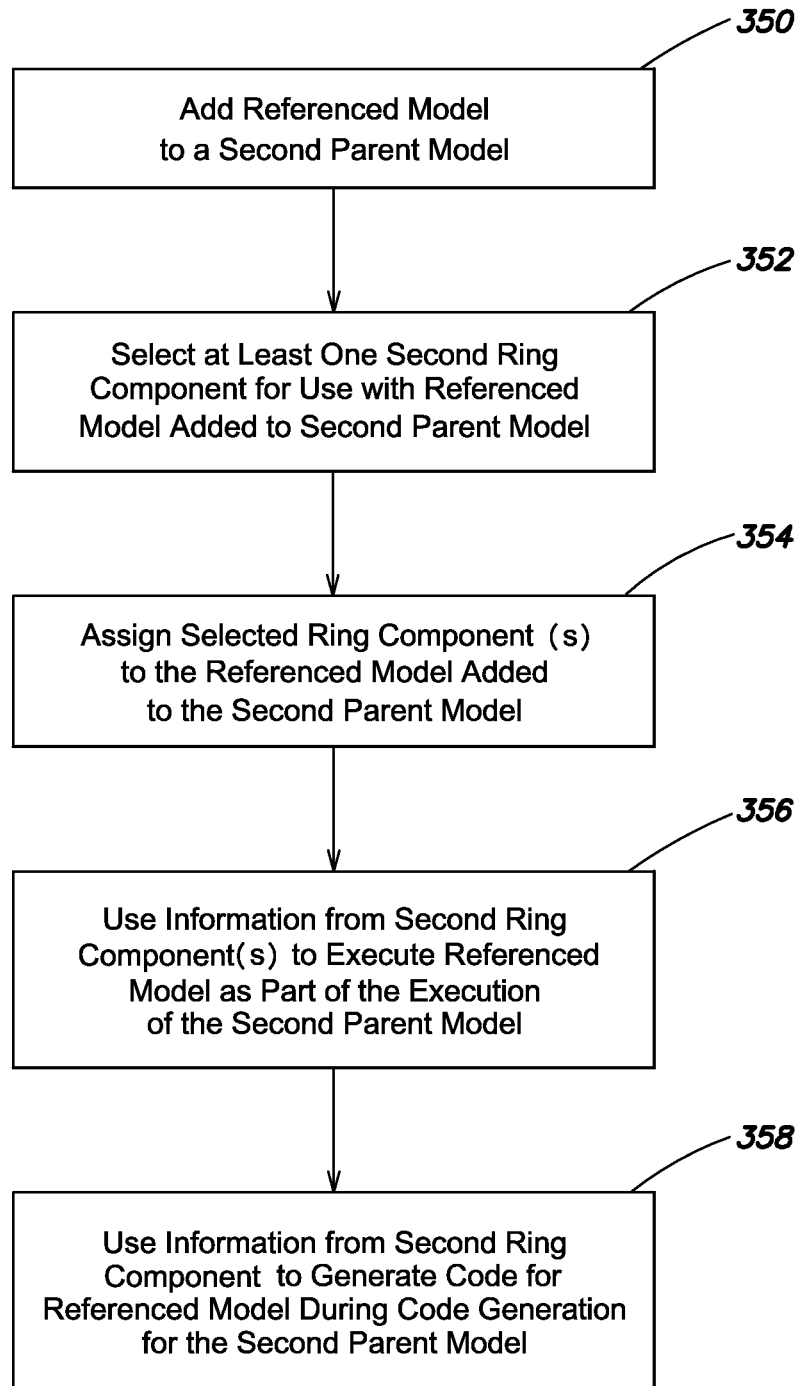 350
Add Referenced Model
to a Second Parent Model
352
Select at Least One Second Ring
Component for Use with Referenced
Model Added to Second Parent Model
354
Assign Selected Ring Component (s)
to the Referenced Model Added
to the Second Parent Model
356
Use Information from Second Ring
Component(s) to Execute Referenced
Model as Part of the Execution
of the Second Parent Model
358
Use Information from Second Ring
Component to Generate Code for
Referenced Model During Code Generation
for the Second Parent Model